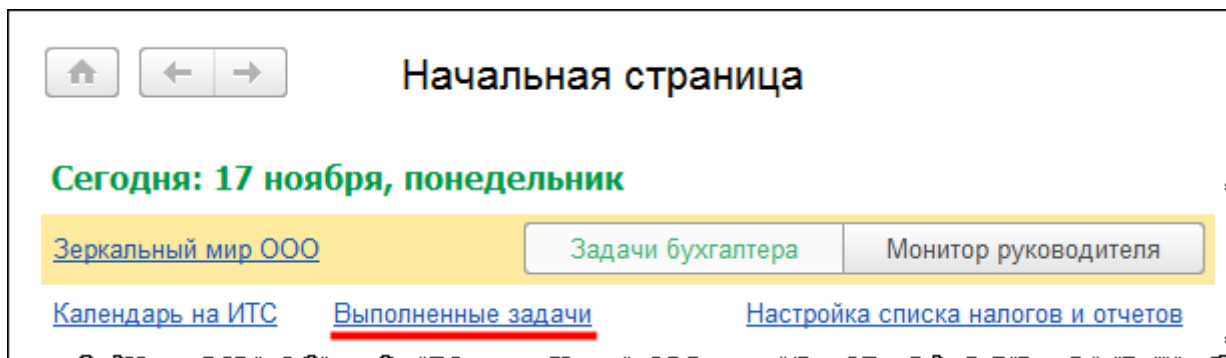 Начальная страница
Сегодня: 17 ноября, понедельник
Зеркальный мир ООО Задачи бухгалтера Монитор руководителя
Календарь на ИТС Выполненные задачи Настройка списка налогов и отчетов